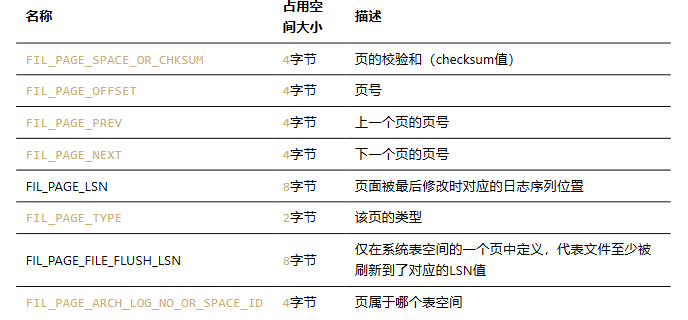 名称 占用空间大小 描述
FIL_PAGE_SPACE_OR_CHKSUM 4字节 页的校验和（checksum值）
FIL_PAGE_OFFSET 4字节 页号
FIL_PAGE_PREV 4字节 上一个页的页号
FIL_PAGE_NEXT 4字节 下一个页的页号
FIL_PAGE_LSN 8字节 页面被最后修改时对应的日志序列位置
FIL_PAGE_TYPE 2字节 该页的类型
FIL_PAGE_FILE_FLUSH_LSN 8字节 仅在系统表空间的一个页中定义，代表文件至少被
刷新到了对应的LSN值
FIL_PAGE_ARCH_LOG_NO_OR_SPACE_ID 4字节 页属于哪个表空间